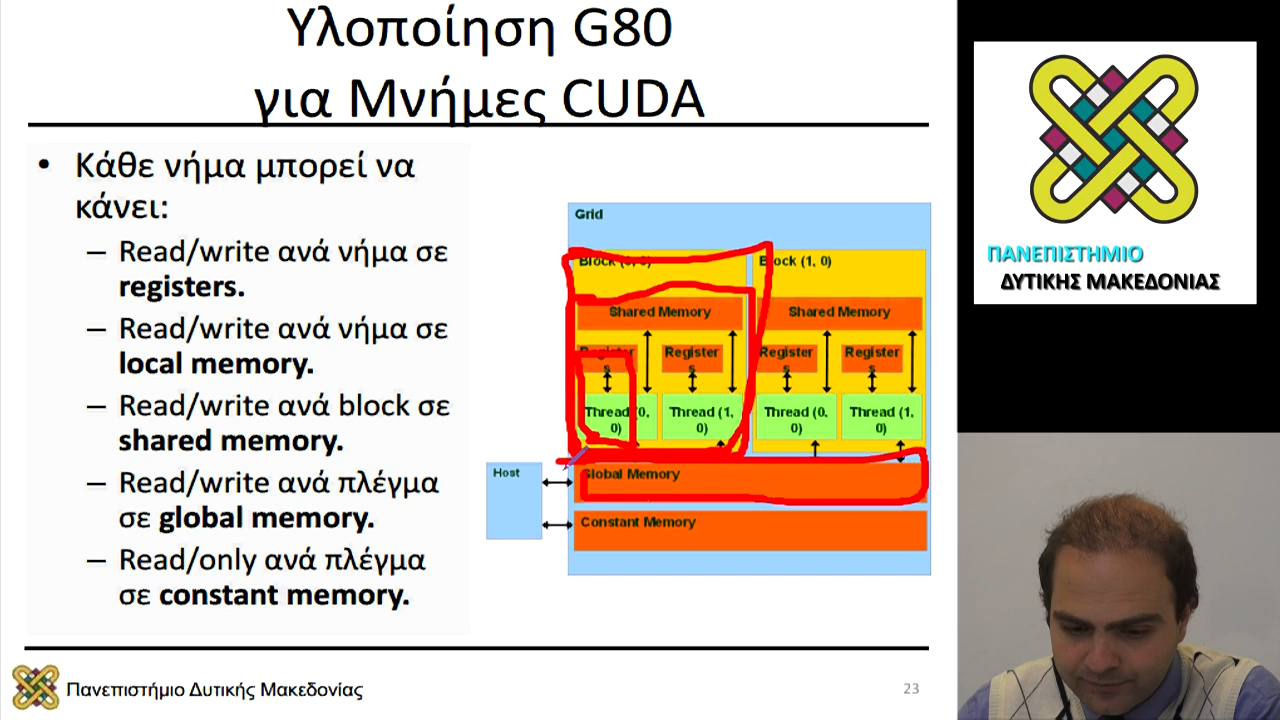 Υλοποίηση G80
για Μνήμες CUDA
• Κάθε νήμα μπορεί να
κάνει:
– Read/write ανά νήμα σε
registers.
– Read/write ανά νήμα σε
local memory.
– Read/write ανά block σε
shared memory.
– Read/write ανά πλέγμα
σε global memory.
– Read/only ανά πλέγμα
σε constant memory.
Grid
Block (0, 0)
Block (1, 0)
Shared Memory
Shared Memory
Register
s
Register
s
Register
s
Register
s
Thread (0,
0)
Thread (1,
0)
Thread (0,
0)
Thread (1,
0)
Host
Global Memory
Constant Memory
Πανεπιστήμιο Δυτικής Μακεδονίας
23
ΠΑΝΕΠΙΣΤΗΜΙΟ
ΔΥΤΙΚΗΣ ΜΑΚΕΔΟΝΙΑΣ